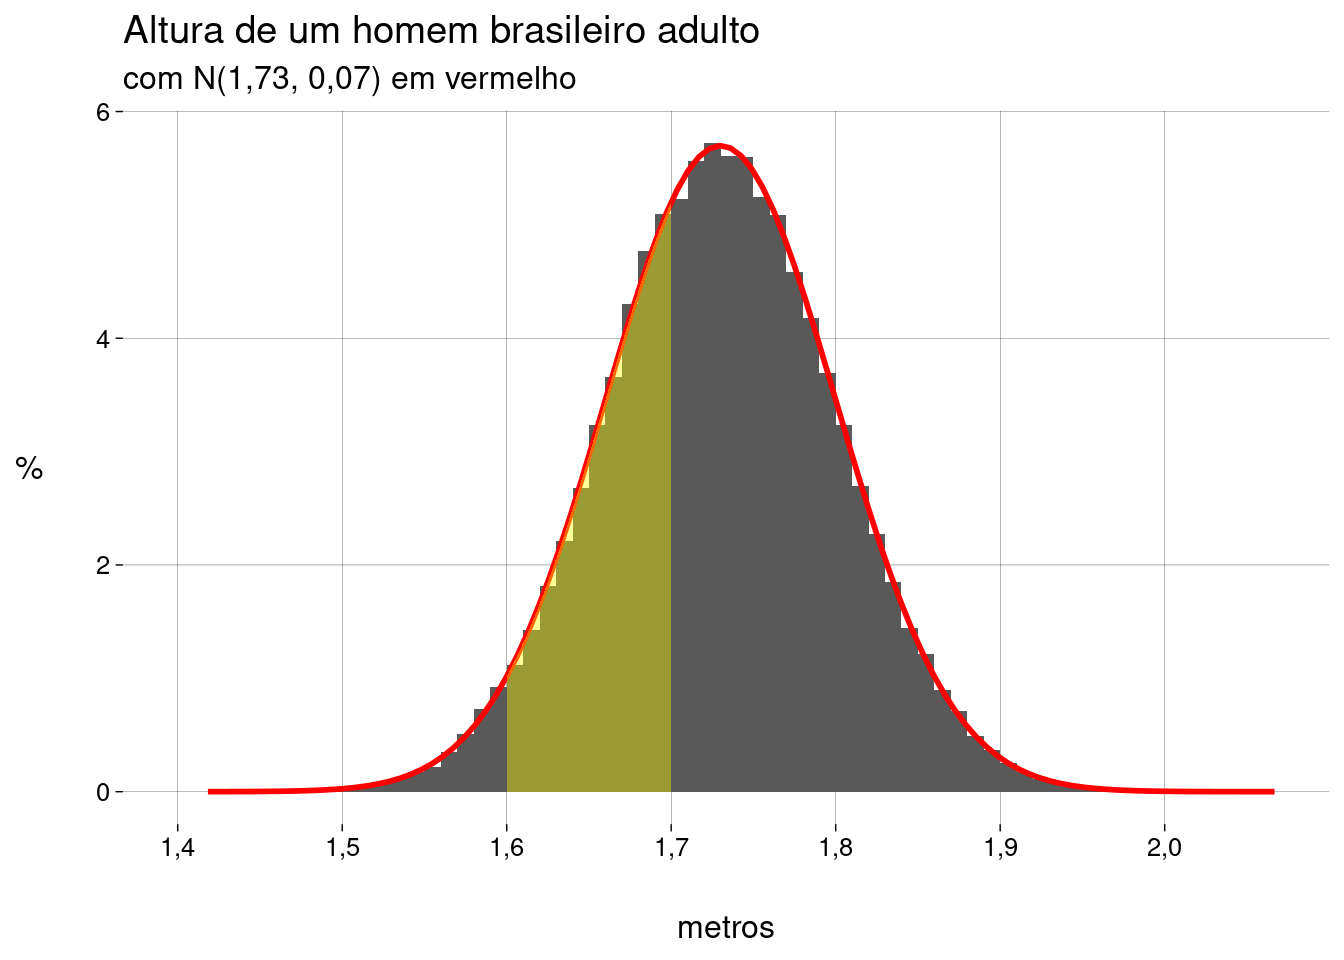 Altura de um homem brasileiro adulto
com N(1,73, 0,07) em vermelho
6
4
%
2
0
1,4 1,5 1,6 1,7 1,8 1,9 2,0
metros